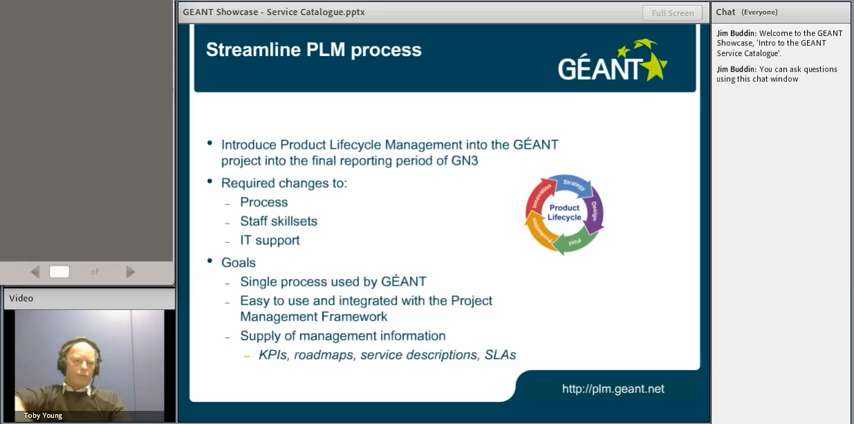 GEANT Showcase - Service Catalogue.pptx
Full Screen
Streamline PLM process
GÉANT
• Introduce Product Lifecycle Management into the GÉANT
project into the final reporting period of GN3
• Required changes to:
– Process
– Staff skillsets
– IT support
• Goals
– Single process used by GÉANT
– Easy to use and integrated with the Project
Management Framework
– Supply of management information
– KPIs, roadmaps, service descriptions, SLAs
Product
Lifecycle
Strategy
Design
Pilot
Production
Innovation
http://plm.geant.net
of
Video
Toby Young
Chat (Everyone)
Jim Buddin: Welcome to the GEANT
Showcase, 'Intro to the GEANT
Service Catalogue'.
Jim Buddin: You can ask questions
using this chat window